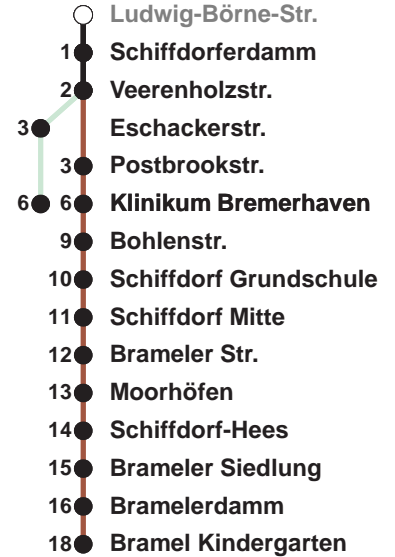 Ludwig-Börne-Str.
1 Schiffdorferdamm
2 Veerenholzstr.
3 Eschackerstr.
3 Postbrookstr.
6 6 Klinikum Bremerhaven
9 Bohlenstr.
10 Schiffdorf Grundschule
11 Schiffdorf Mitte
12 Brameler Str.
13 Moorhöfen
14 Schiffdorf-Hees
15 Brameler Siedlung
16 Bramelerdamm
18 Bramel Kindergarten